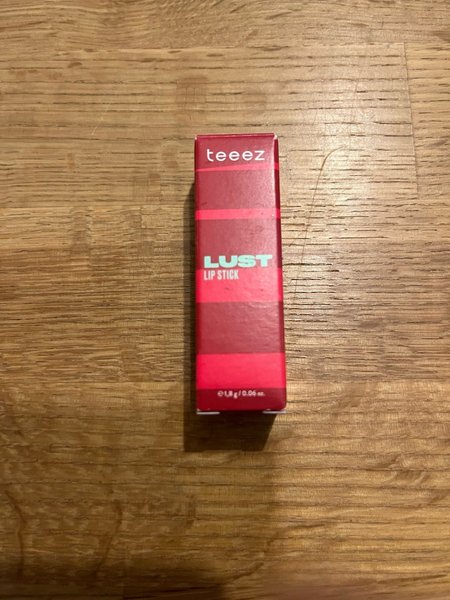 teeez
LUST
LIP STICK
℮1,8 g / 0.06 oz.